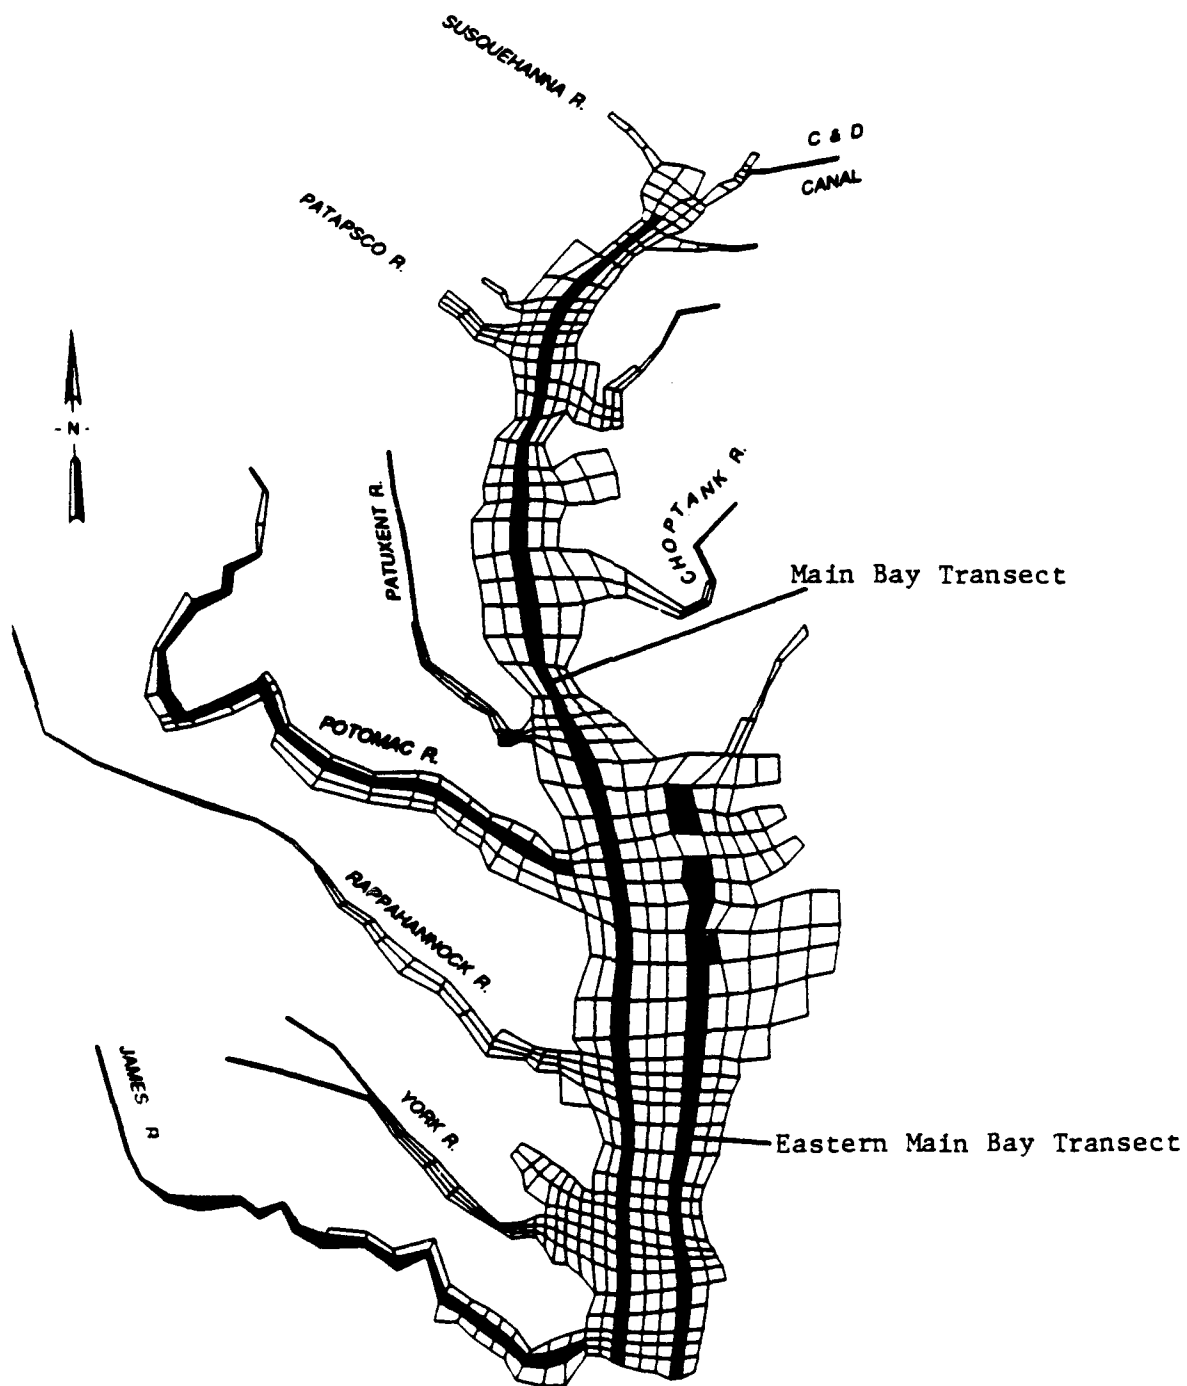 SUSQUEHANNA R.
C & D
CANAL
PATAPSCO R.
- N -
PATUXENT R.
CHOPTANK R.
Main Bay Transect
POTOMAC R.
RAPPAHANNOCK R.
JAMES R
YORK R.
Eastern Main Bay Transect